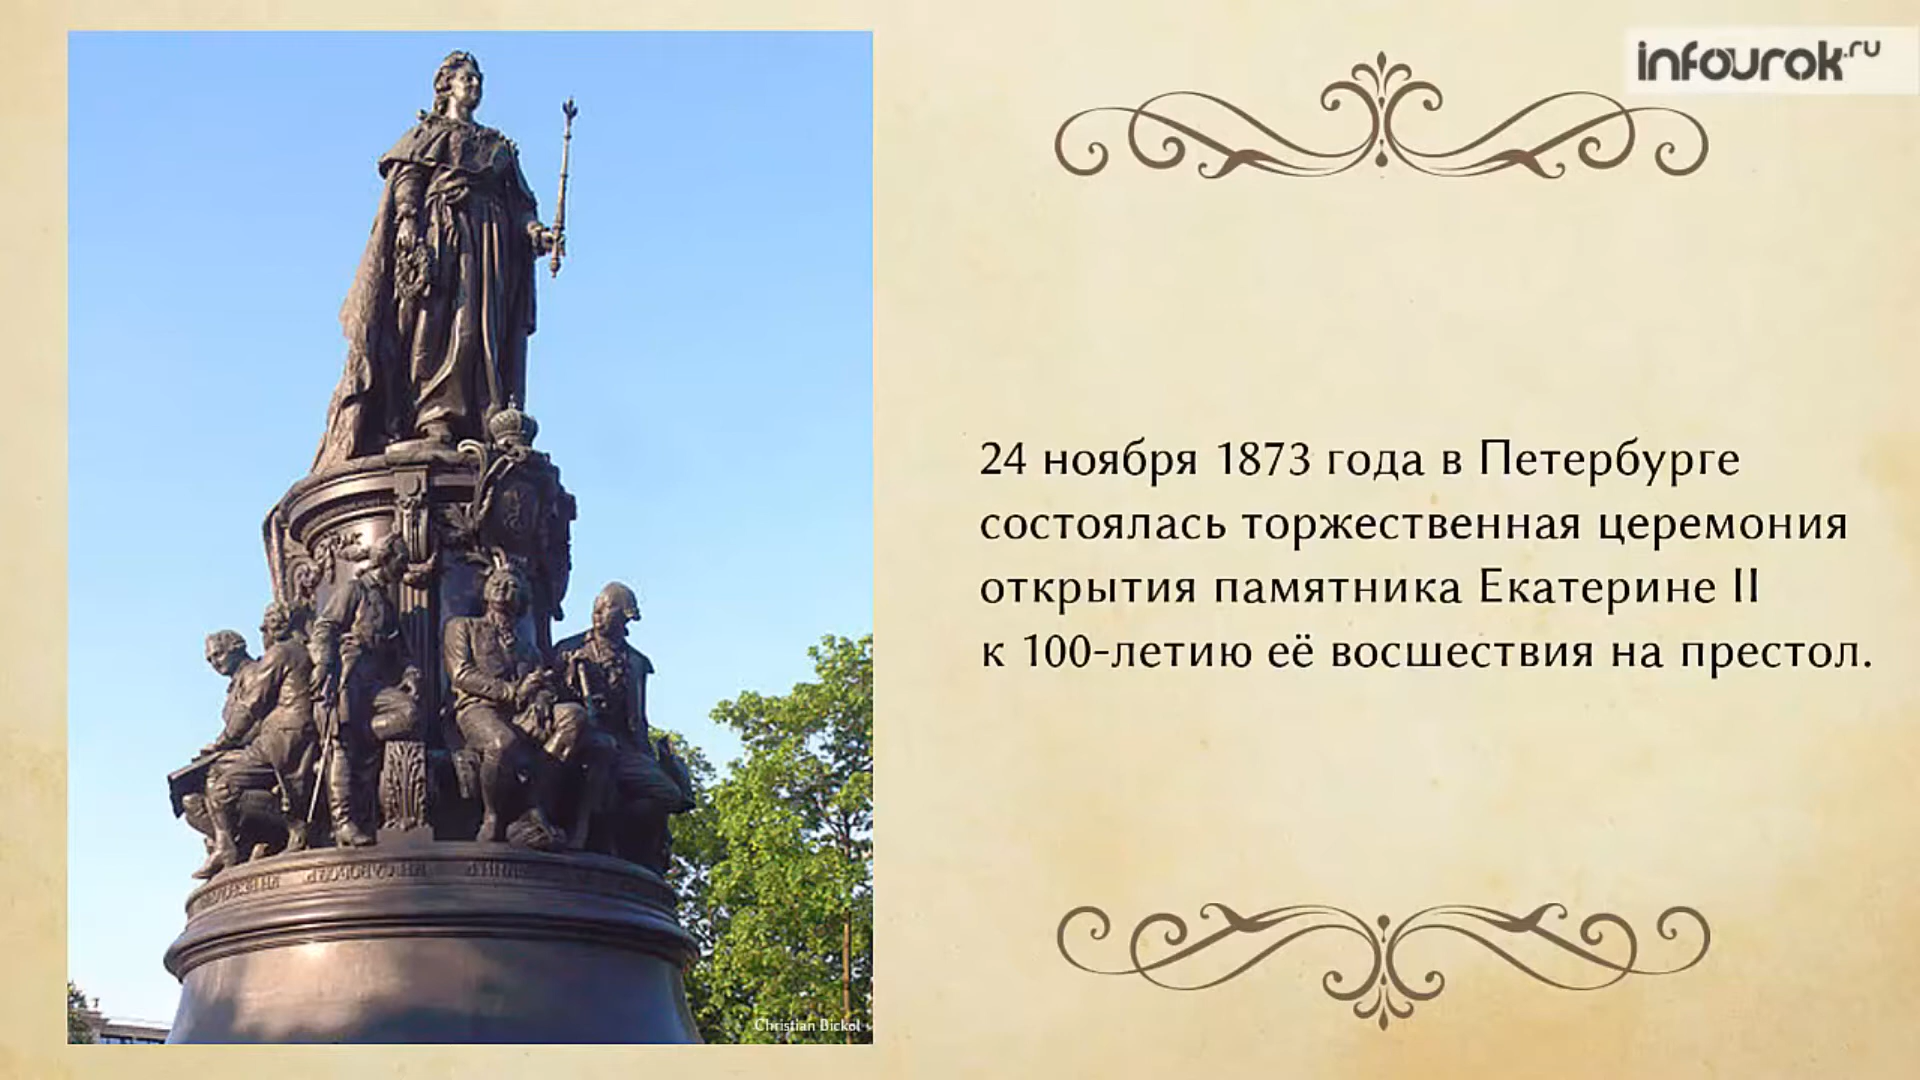 infourok.ru
24 ноября 1873 года в Петербурге
состоялась торжественная церемония
открытия памятника Екатерине II
к 100-летию её восшествия на престол.
Christian Bickol